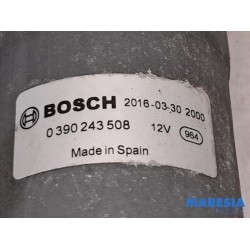 BOSCH 2016-03-30 2000
0 390 243 508 12V 964
Made in Spain
MARESIA